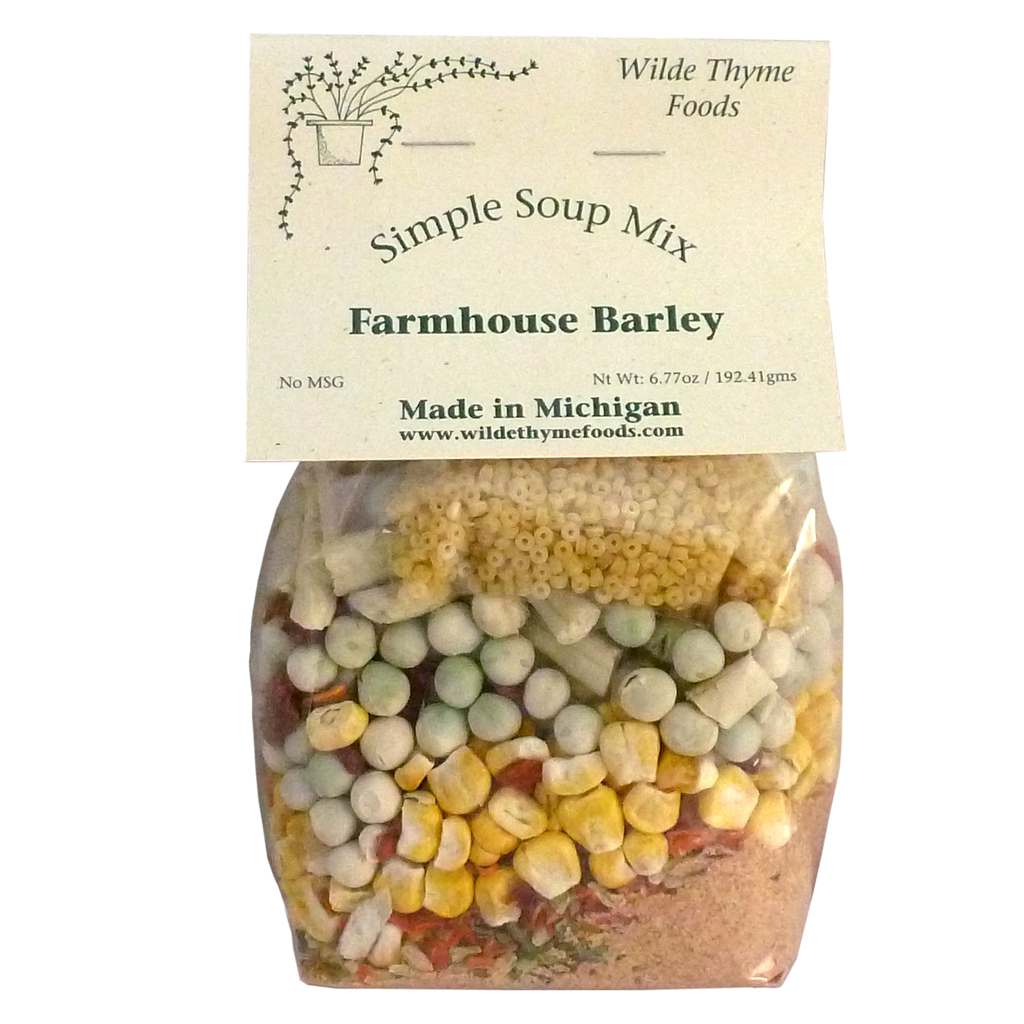 Wilde Thyme
Foods
Simple Soup Mix
Farmhouse Barley
No MSG
Nt Wt: 6.77oz / 192.41gms
Made in Michigan
www.wildethymefoods.com